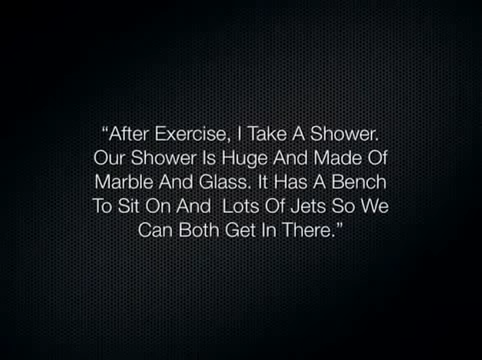 “After Exercise, I Take A Shower.
Our Shower Is Huge And Made Of
Marble And Glass. It Has A Bench
To Sit On And  Lots Of Jets So We
Can Both Get In There.”